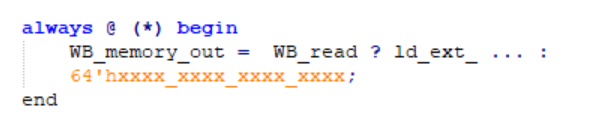 always @ (*) begin
WB_memory_out = WB_read ? ld_ext_ ... :
64'hxxxx_xxxx_xxxx_xxxx;
end